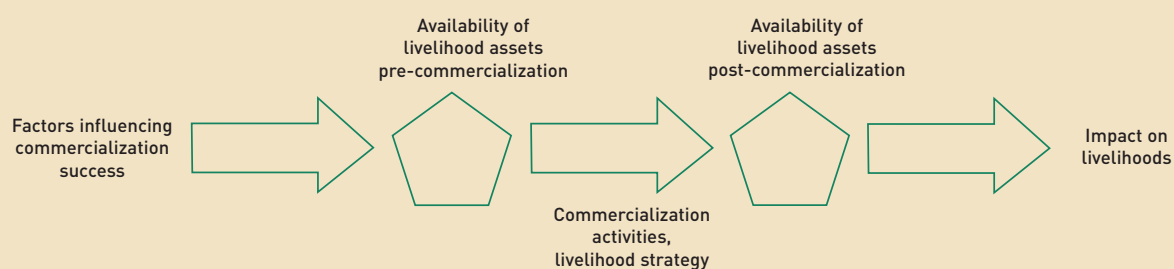 Factors influencing
commercialization
success
Availability of
livelihood assets
pre-commercialization
Commercialization
activities,
livelihood strategy
Availability of
livelihood assets
post-commercialization
Impact on
livelihoods